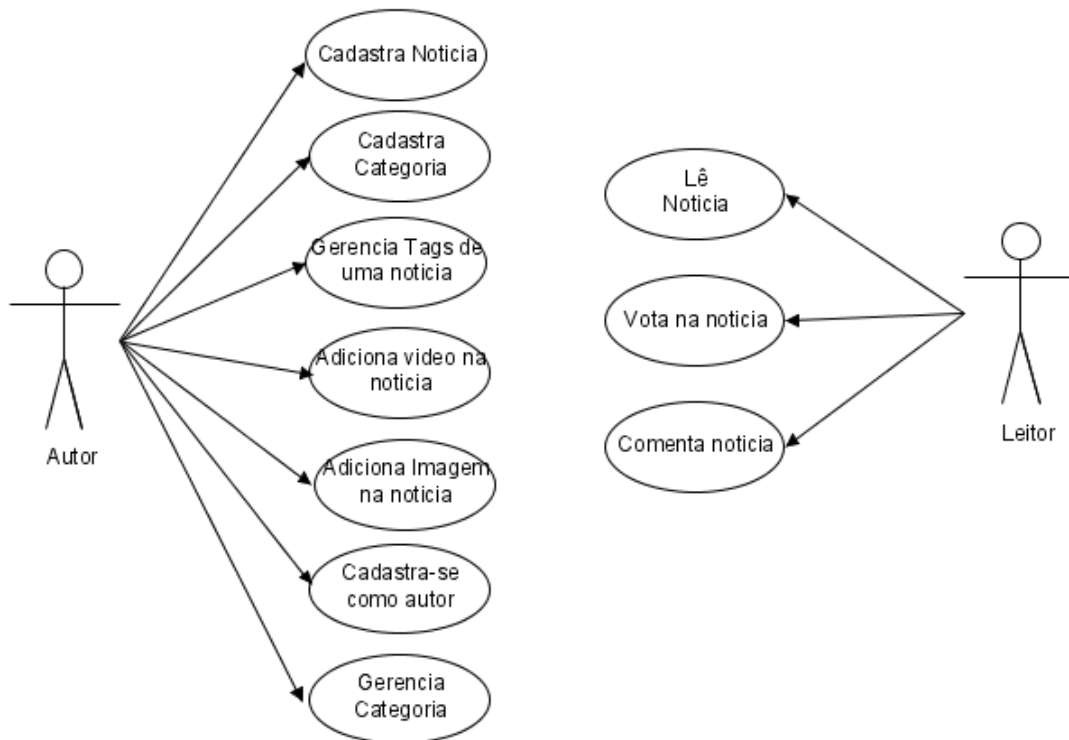 Cadastra Noticia
Cadastra
Categoria
Gerencia Tags de
uma noticia
Adiciona video na
noticia
Adiciona Imagem
na noticia
Cadastra-se
como autor
Gerencia
Categoria
Autor
Lê
Noticia
Vota na noticia
Comenta noticia
Leitor